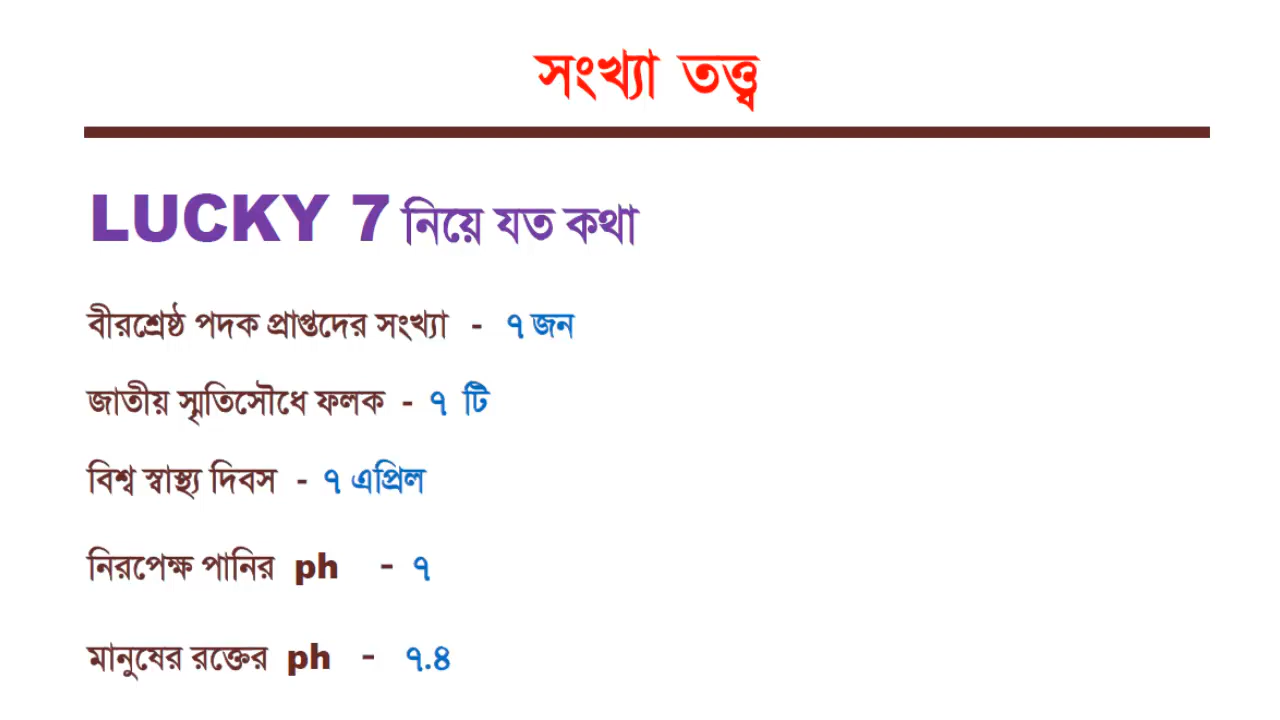 সংখ্যা তত্ত্ব
LUCKY 7 নিয়ে যত কথা
বীরশ্রেষ্ঠ পদক প্রাপ্তদের সংখ্যা - ৭ জন
জাতীয় স্মৃতিসৌধে ফলক - ৭ টি
বিশ্ব স্বাস্থ্য দিবস - ৭ এপ্রিল
নিরপেক্ষ পানির ph - ৭
মানুষের রক্তের ph - ৭.৪